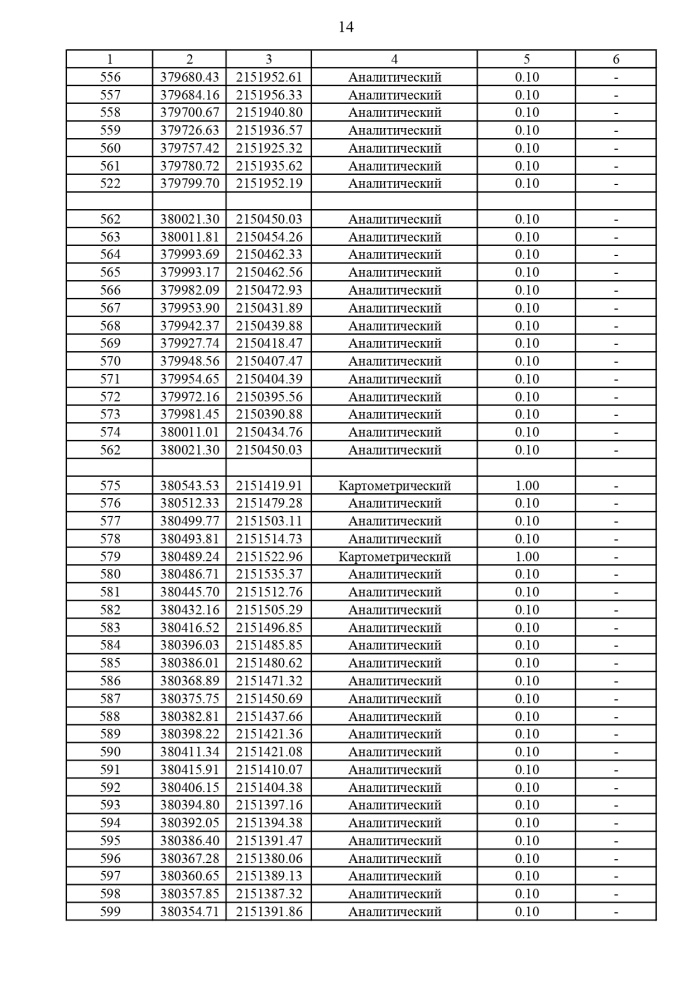 14
1 2 3 4 5 6
556 379680.43 2151952.61 Аналитический 0.10 -
557 379684.16 2151956.33 Аналитический 0.10 -
558 379700.67 2151940.80 Аналитический 0.10 -
559 379726.63 2151936.57 Аналитический 0.10 -
560 379757.42 2151925.32 Аналитический 0.10 -
561 379780.72 2151935.62 Аналитический 0.10 -
522 379799.70 2151952.19 Аналитический 0.10 -
562 380021.30 2150450.03 Аналитический 0.10 -
563 380011.81 2150454.26 Аналитический 0.10 -
564 379993.69 2150462.33 Аналитический 0.10 -
565 379993.17 2150462.56 Аналитический 0.10 -
566 379982.09 2150472.93 Аналитический 0.10 -
567 379953.90 2150431.89 Аналитический 0.10 -
568 379942.37 2150439.88 Аналитический 0.10 -
569 379927.74 2150418.47 Аналитический 0.10 -
570 379948.56 2150407.47 Аналитический 0.10 -
571 379954.65 2150404.39 Аналитический 0.10 -
572 379972.16 2150395.56 Аналитический 0.10 -
573 379981.45 2150390.88 Аналитический 0.10 -
574 380011.01 2150434.76 Аналитический 0.10 -
562 380021.30 2150450.03 Аналитический 0.10 -
575 380543.53 2151419.91 Картометрический 1.00 -
576 380512.33 2151479.28 Аналитический 0.10 -
577 380499.77 2151503.11 Аналитический 0.10 -
578 380493.81 2151514.73 Аналитический 0.10 -
579 380489.24 2151522.96 Картометрический 1.00 -
580 380486.71 2151535.37 Аналитический 0.10 -
581 380445.70 2151512.76 Аналитический 0.10 -
582 380432.16 2151505.29 Аналитический 0.10 -
583 380416.52 2151496.85 Аналитический 0.10 -
584 380396.03 2151485.85 Аналитический 0.10 -
585 380386.01 2151480.62 Аналитический 0.10 -
586 380368.89 2151471.32 Аналитический 0.10 -
587 380375.75 2151450.69 Аналитический 0.10 -
588 380382.81 2151437.66 Аналитический 0.10 -
589 380398.22 2151421.36 Аналитический 0.10 -
590 380411.34 2151421.08 Аналитический 0.10 -
591 380415.91 2151410.07 Аналитический 0.10 -
592 380406.15 2151404.38 Аналитический 0.10 -
593 380394.80 2151397.16 Аналитический 0.10 -
594 380392.05 2151394.38 Аналитический 0.10 -
595 380386.40 2151391.47 Аналитический 0.10 -
596 380367.28 2151380.06 Аналитический 0.10 -
597 380360.65 2151389.13 Аналитический 0.10 -
598 380357.85 2151387.32 Аналитический 0.10 -
599 380354.71 2151391.86 Аналитический 0.10 -